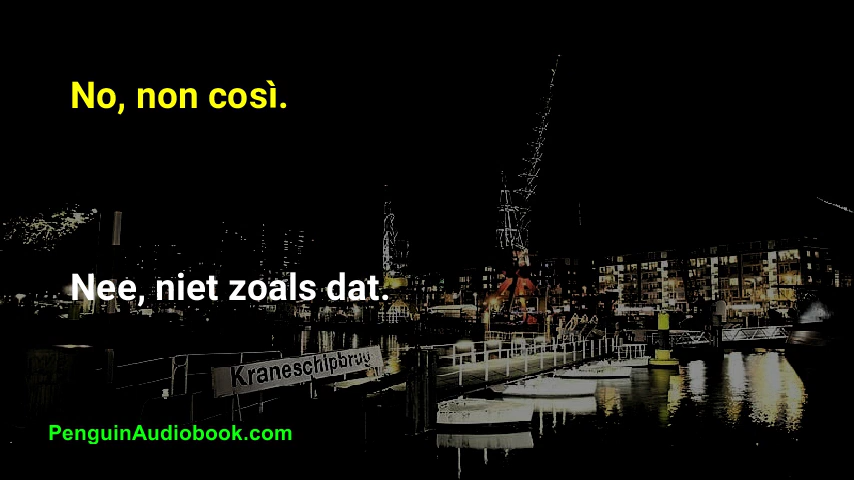 No, non così.
Nee, niet zoals dat.
Kraneschipbrug
PenguinAudiobook.com